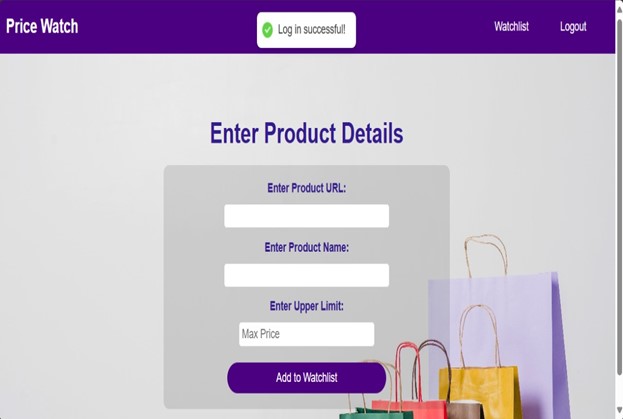 Price Watch
Log in successful!
Watchlist
Logout
Enter Product Details
Enter Product URL:
Enter Product Name:
Enter Upper Limit:
Max Price
Add to Watchlist